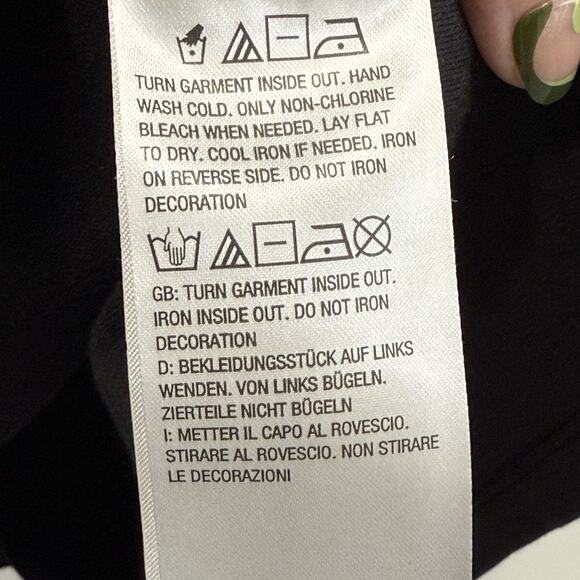 TURN GARMENT INSIDE OUT. HAND
WASH COLD. ONLY NON-CHLORINE
BLEACH WHEN NEEDED. LAY FLAT
TO DRY. COOL IRON IF NEEDED. IRON
ON REVERSE SIDE. DO NOT IRON
DECORATION
GB: TURN GARMENT INSIDE OUT.
IRON INSIDE OUT. DO NOT IRON
DECORATION
D: BEKLEIDUNGSSTÜCK AUF LINKS
WENDEN. VON LINKS BÜGELN.
ZIERTEILE NICHT BÜGELN
I: METTER IL CAPO AL ROVESCIO.
STIRARE AL ROVESCIO. NON STIRARE
LE DECORAZIONI